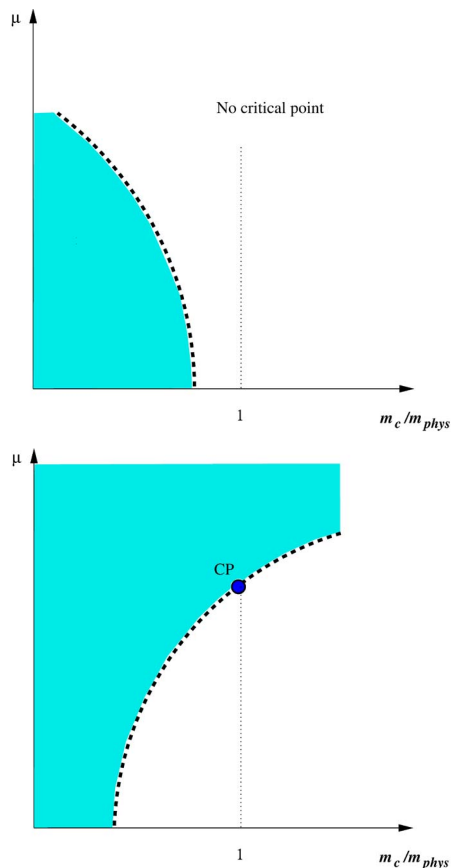 μ
No critical point
1
m_c/m_phys
μ
CP
1
m_c/m_phys